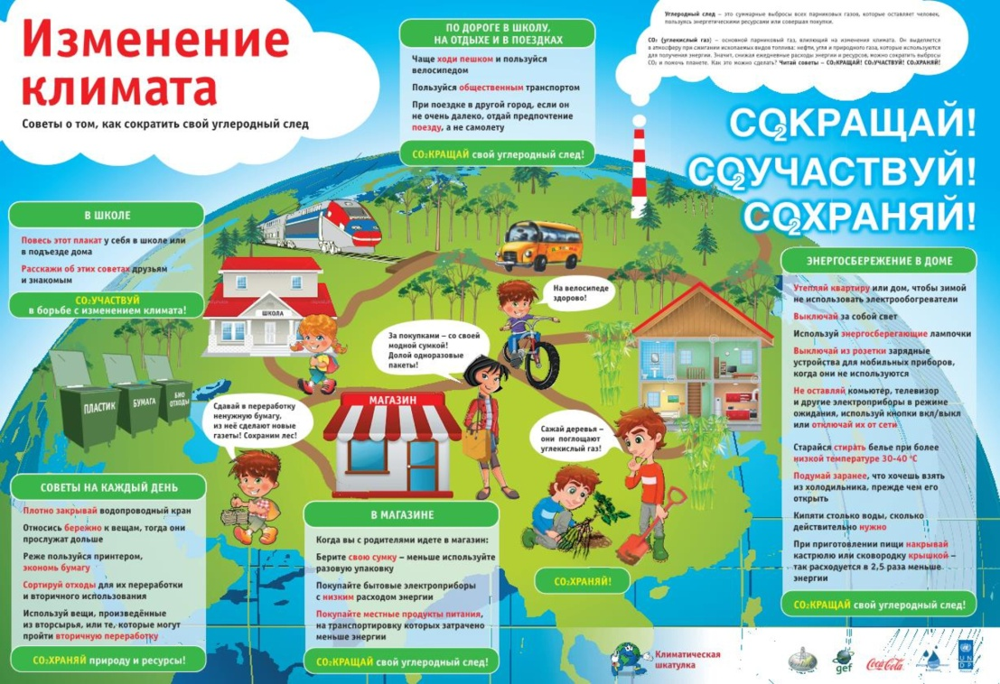 Изменение
климата
Советы о том, как сократить свой углеродный след
ПО ДОРОГЕ В ШКОЛУ,
НА ОТДЫХЕ И В ПОЕЗДКАХ
Чаще ходи пешком и пользуйся
велосипедом
Пользуйся общественным транспортом
При поездке в другой город, если он
не очень далеко, отдай предпочтение
поезду, а не самолету
CO₂КРАЩАЙ свой углеродный след!
Углеродный след – это суммарные выбросы всех парниковых газов, которые оставляет человек,
пользуясь энергетическими ресурсами или совершая покупки.
CO₂ (углекислый газ) – основной парниковый газ, влияющий на изменения климата. Он выделяется
в атмосферу при сжигании ископаемых видов топлива: нефти, угля и природного газа, которые используются
для получения энергии. Значит, снижая ежедневные расходы энергии и ресурсов, можно сократить выбросы
CO₂ и помочь планете. Как это можно сделать? Читай советы – CO₂КРАЩАЙ! CO₂УЧАСТВУЙ! CO₂ХРАНЯЙ!
CO₂КРАЩАЙ!
CO₂УЧАСТВУЙ!
CO₂ХРАНЯЙ!
В ШКОЛЕ
Повесь этот плакат у себя в школе или
в подъезде дома
Расскажи об этих советах друзьям
и знакомым
CO₂УЧАСТВУЙ
в борьбе с изменением климата!
ШКОЛА
На велосипеде
здорово!
За покупками – со своей
модной сумкой!
Долой одноразовые
пакеты!
ПЛАСТИК
БУМАГА
БИО
ОТХОДЫ
Сдавай в переработку
ненужную бумагу,
из неё сделают новые
газеты! Сохраним лес!
МАГАЗИН
Сажай деревья –
они поглощают
углекислый газ!
CO₂ХРАНЯЙ!
ЭНЕРГОСБЕРЕЖЕНИЕ В ДОМЕ
Утепляй квартиру или дом, чтобы зимой
не использовать электрообогреватели
Выключай за собой свет
Используй энергосберегающие лампочки
Выключай из розетки зарядные
устройства для мобильных приборов,
когда они не используются
Не оставляй комьютер, телевизор
и другие электроприборы в режиме
ожидания, используй кнопки вкл/выкл
или отключай их от сети
Старайся стирать белье при более
низкой температуре 30-40 °C
Подумай заранее, что хочешь взять
из холодильника, прежде чем его
открыть
Кипяти столько воды, сколько
действительно нужно
При приготовлении пищи накрывай
кастрюлю или сковородку крышкой –
так расходуется в 2,5 раза меньше
энергии
CO₂КРАЩАЙ свой углеродный след!
СОВЕТЫ НА КАЖДЫЙ ДЕНЬ
Плотно закрывай водопроводный кран
Относись бережно к вещам, тогда они
прослужат дольше
Реже пользуйся принтером,
экономь бумагу
Сортируй отходы для их переработки
и вторичного использования
Используй вещи, произведённые
из вторсырья, или те, которые могут
пройти вторичную переработку
CO₂ХРАНЯЙ природу и ресурсы!
В МАГАЗИНЕ
Когда вы с родителями идете в магазин:
Берите свою сумку – меньше используйте
разовую упаковку
Покупайте бытовые электроприборы
с низким расходом энергии
Покупайте местные продукты питания,
на транспортировку которых затрачено
меньше энергии
CO₂КРАЩАЙ свой углеродный след!
Климатическая
шкатулка
gef
Coca-Cola
U N
D P